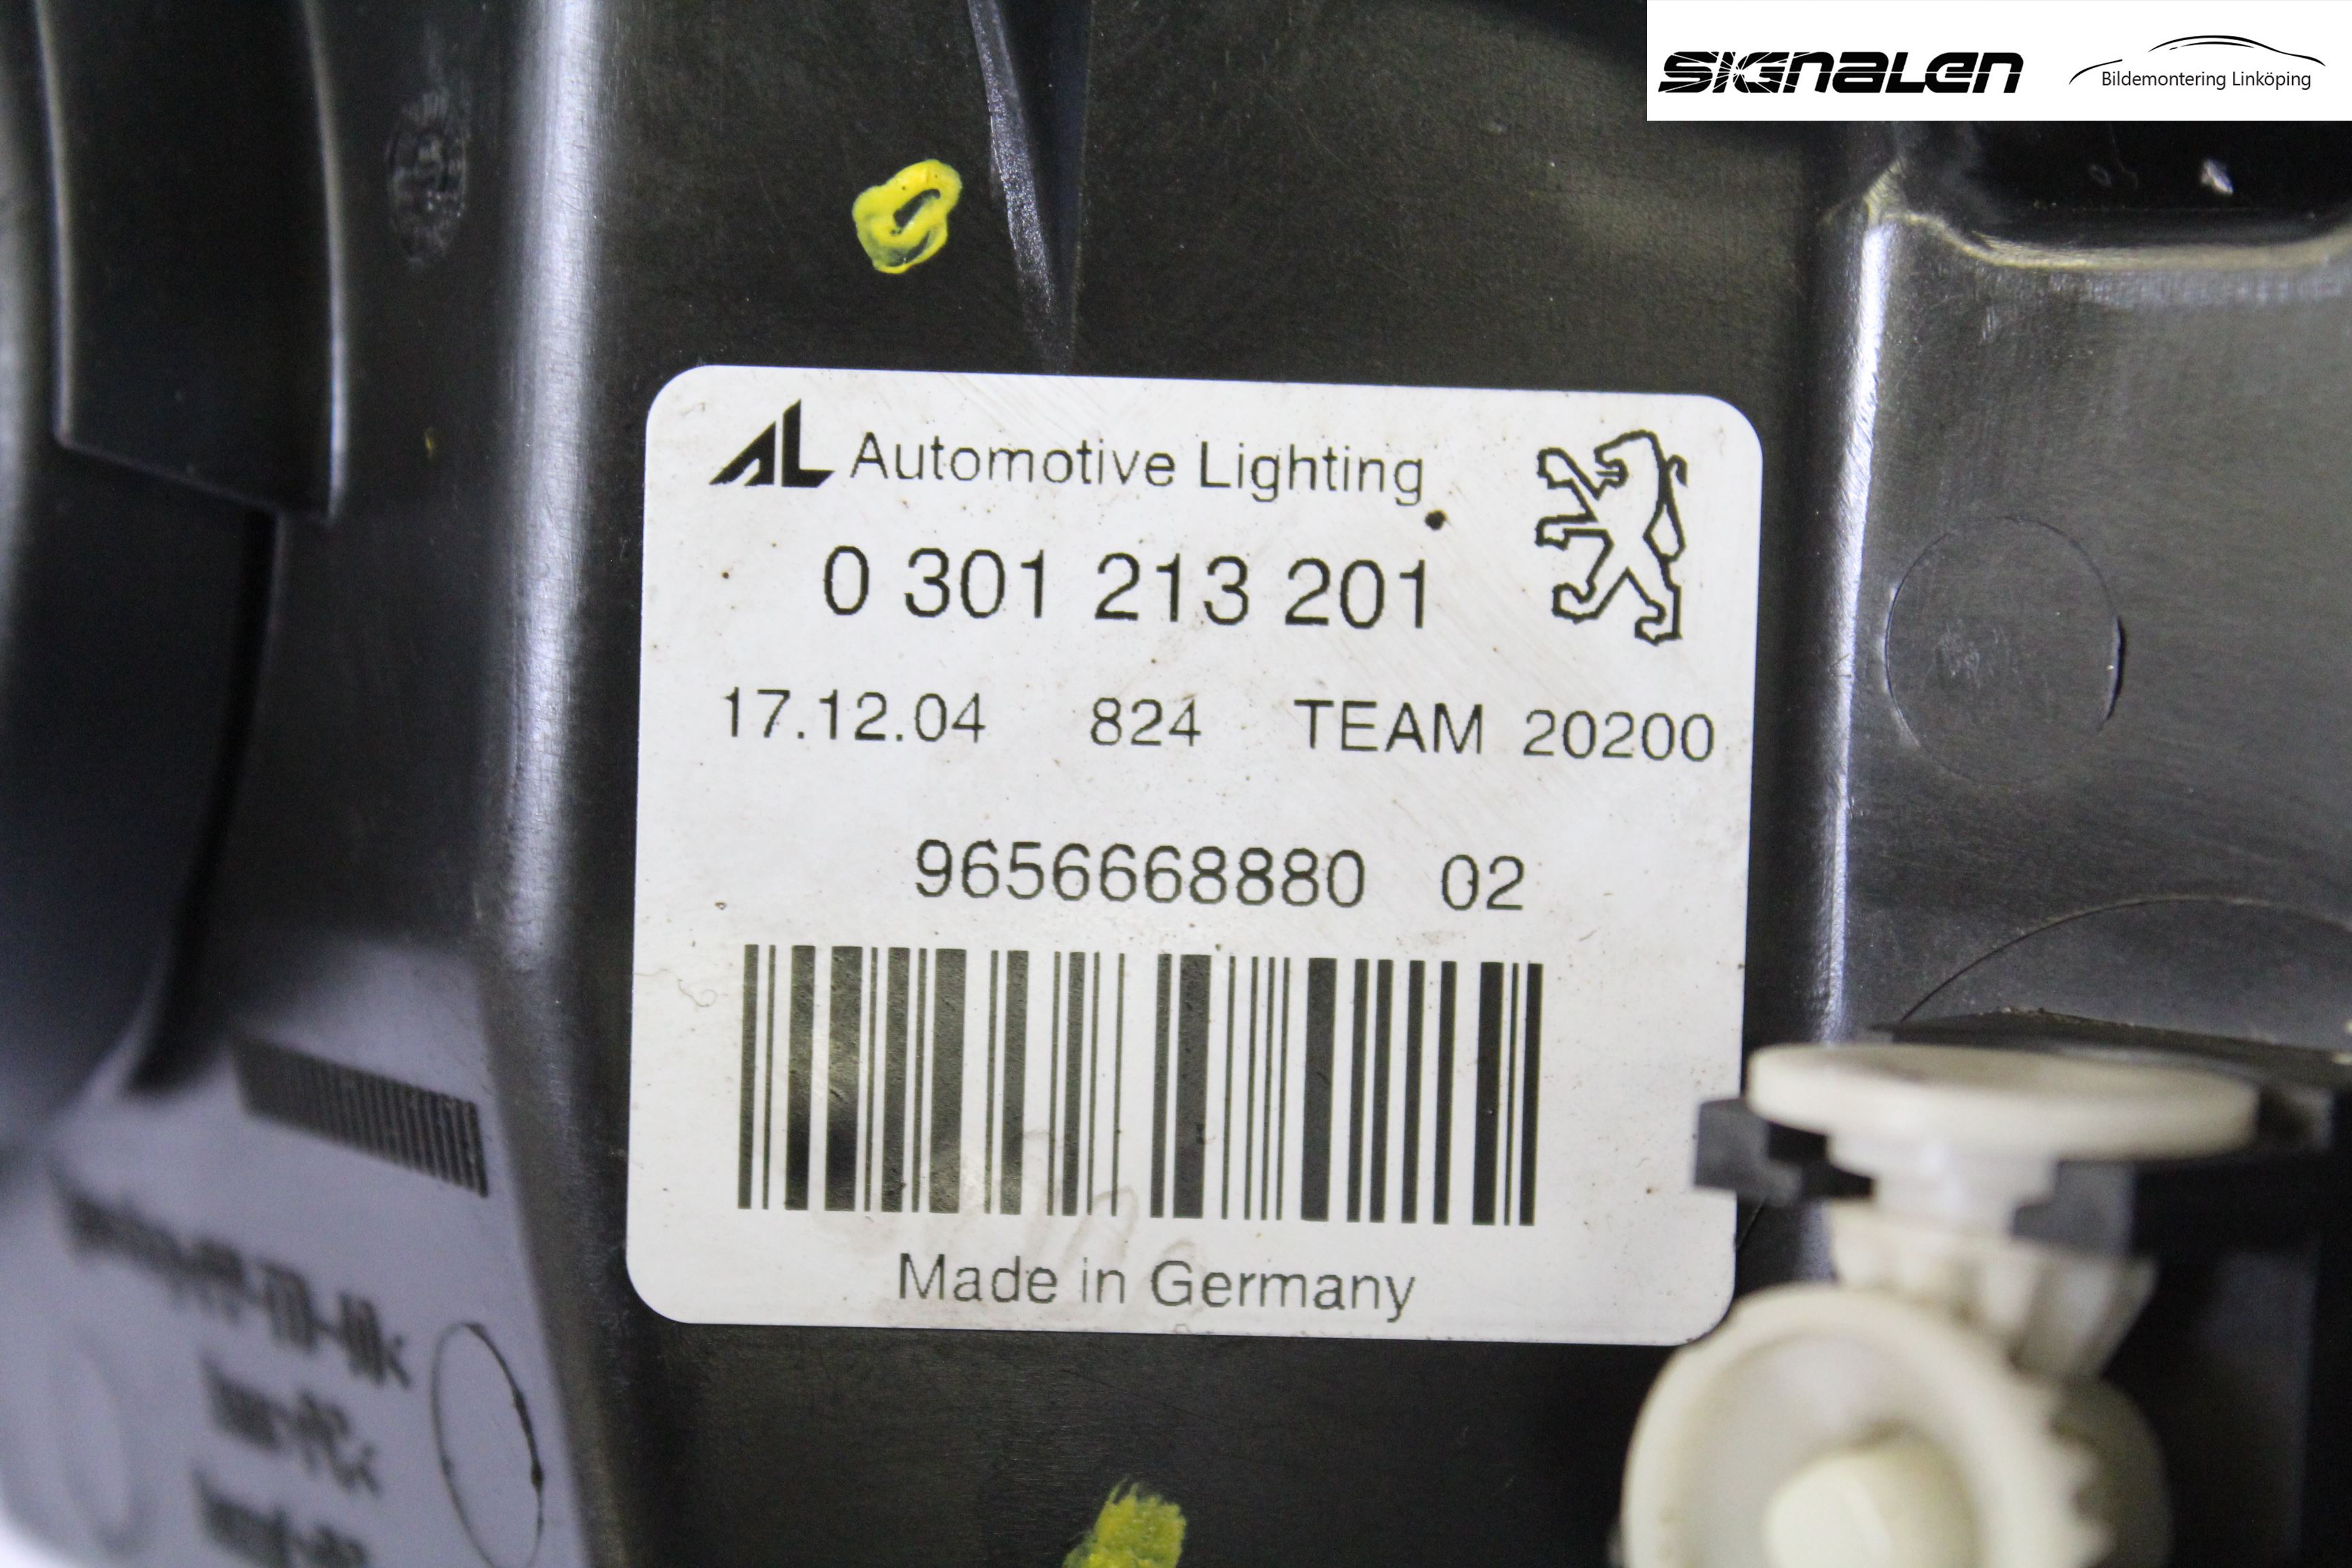 SIGNALEN
Bildemontering Linköping
AL Automotive Lighting
0 301 213 201
17.12.04 824 TEAM 20200
9656668880 02
Made in Germany